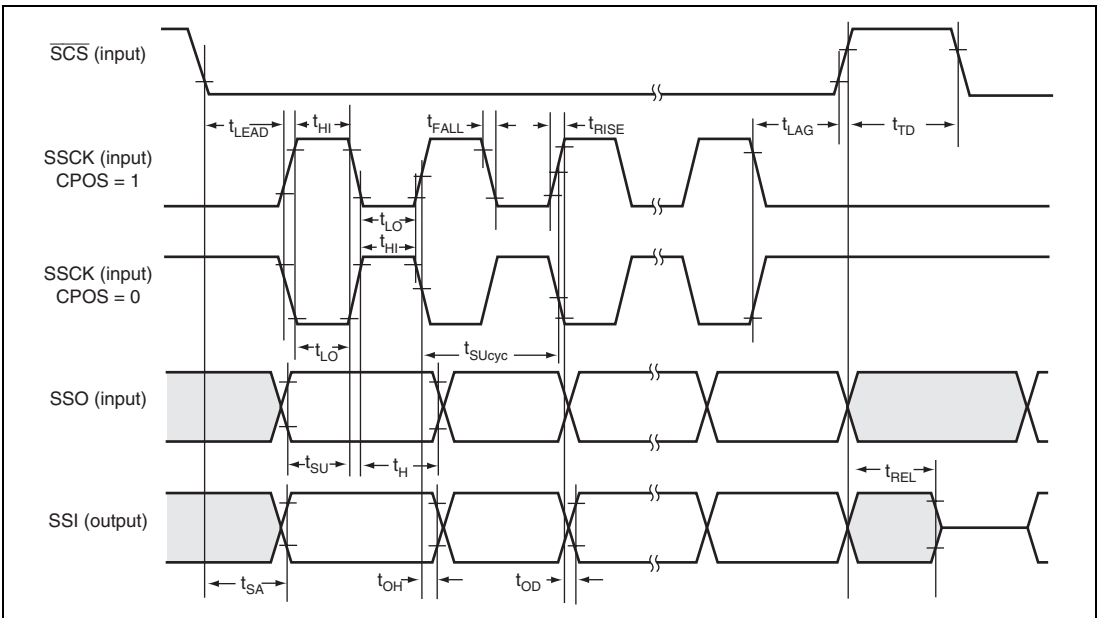 SCS (input)
tLEAD tHI tFALL tRISE tLAG tTD
SSCK (input)
CPOS = 1
tLO
tHI
SSCK (input)
CPOS = 0
tLO tSUcyc
SSO (input)
tSU tH tREL
SSI (output)
tSA tOH tOD